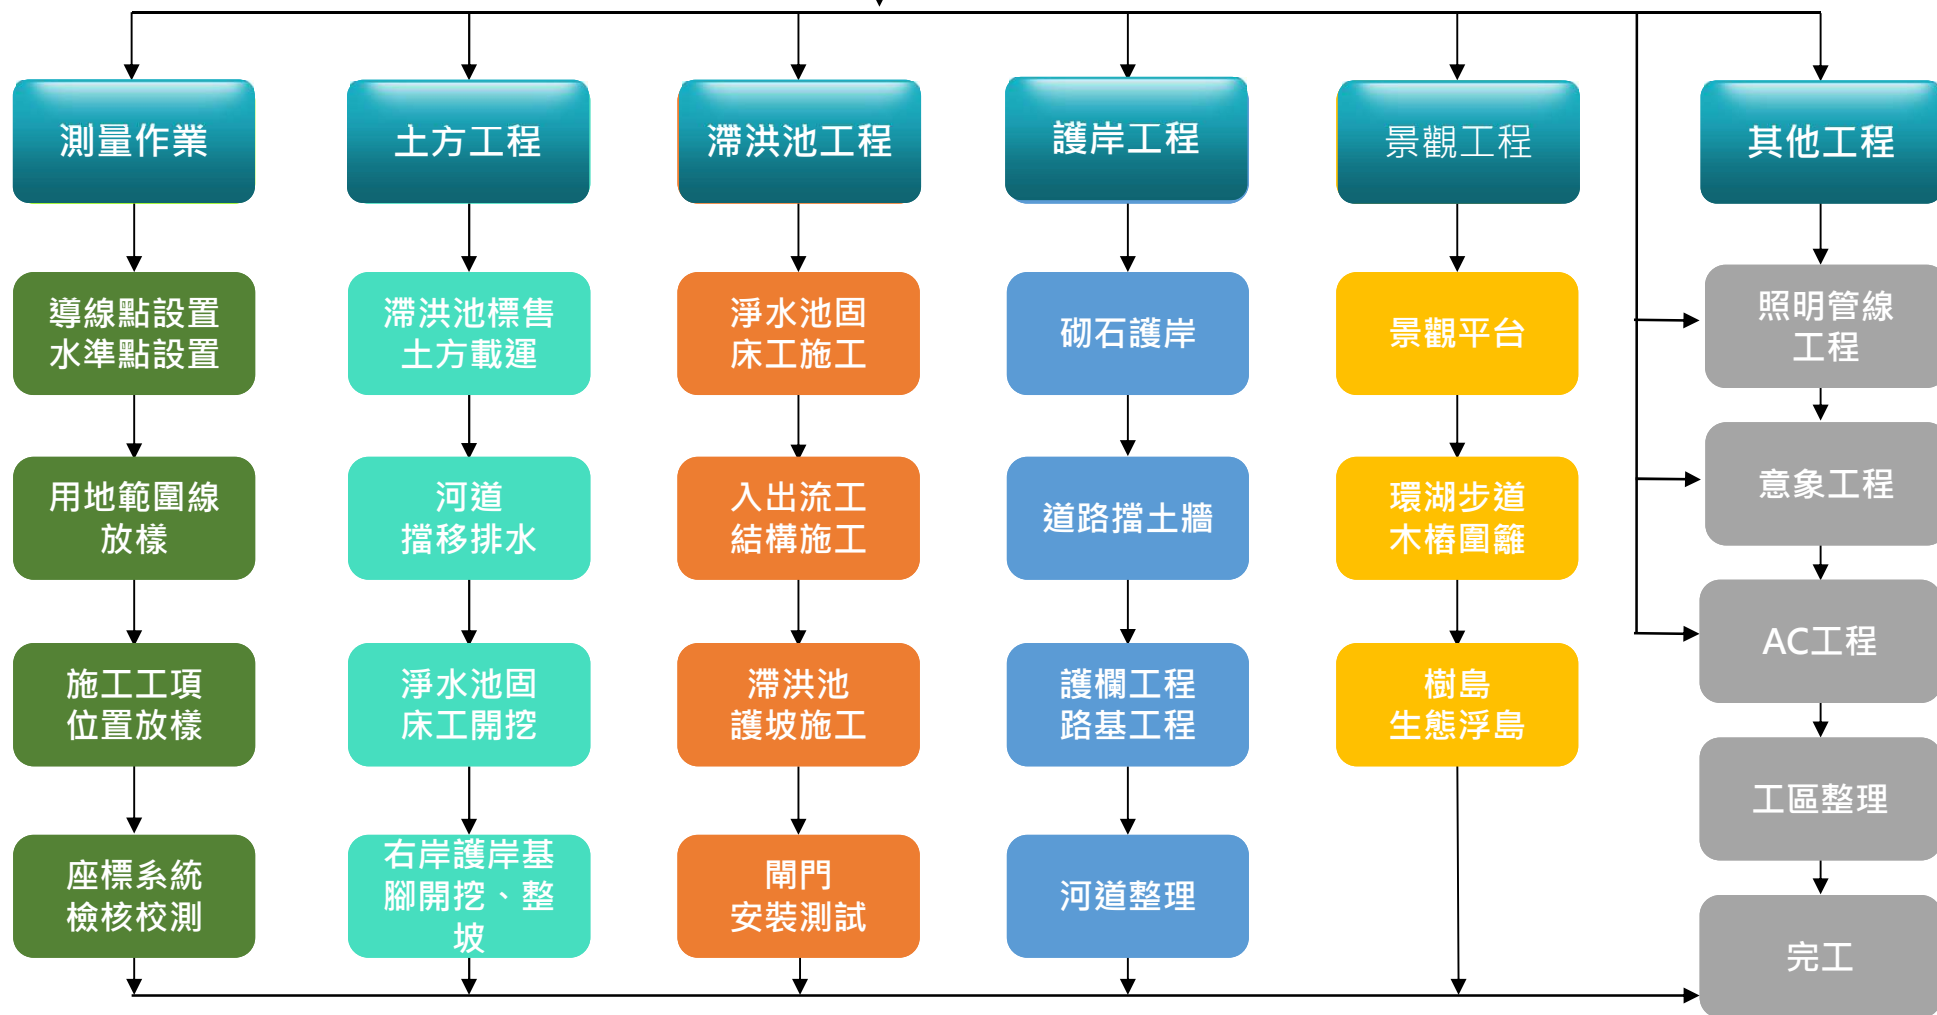 測量作業
土方工程
滯洪池工程
護岸工程
景觀工程
其他工程
導線點設置
水準點設置
用地範圍線
放樣
施工工項
位置放樣
座標系統
檢核校測
滯洪池標售
土方載運
河道
擋移排水
淨水池固
床工開挖
右岸護岸基
腳開挖、整
坡
淨水池固
床工施工
入出流工
結構施工
滯洪池
護坡施工
閘門
安裝測試
砌石護岸
道路擋土牆
護欄工程
路基工程
河道整理
景觀平台
環湖步道
木樁圍籬
樹島
生態浮島
照明管線
工程
意象工程
AC工程
工區整理
完工